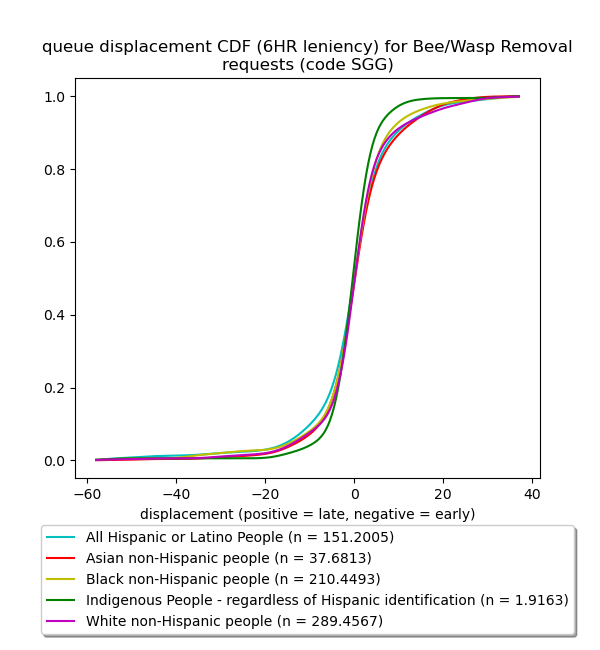 queue displacement CDF (6HR leniency) for Bee/Wasp Removal
requests (code SGG)
1.0
0.8
0.6
0.4
0.2
0.0
−60 −40 −20 0 20 40
displacement (positive = late, negative = early)
All Hispanic or Latino People (n = 151.2005)
Asian non-Hispanic people (n = 37.6813)
Black non-Hispanic people (n = 210.4493)
Indigenous People - regardless of Hispanic identification (n = 1.9163)
White non-Hispanic people (n = 289.4567)